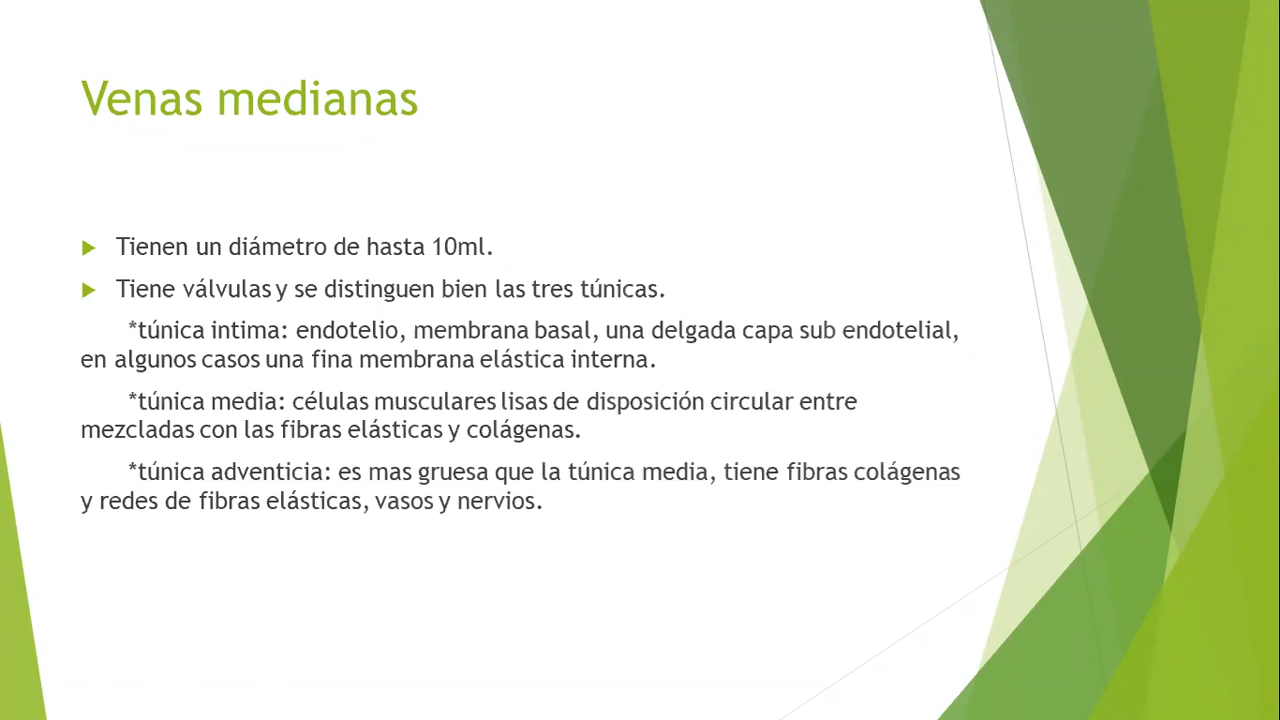 Venas medianas
Tienen un diámetro de hasta 10ml.
Tiene válvulas y se distinguen bien las tres túnicas.
*túnica intima: endotelio, membrana basal, una delgada capa sub endotelial,
en algunos casos una fina membrana elástica interna.
*túnica media: células musculares lisas de disposición circular entre
mezcladas con las fibras elásticas y colágenas.
*túnica adventicia: es mas gruesa que la túnica media, tiene fibras colágenas
y redes de fibras elásticas, vasos y nervios.